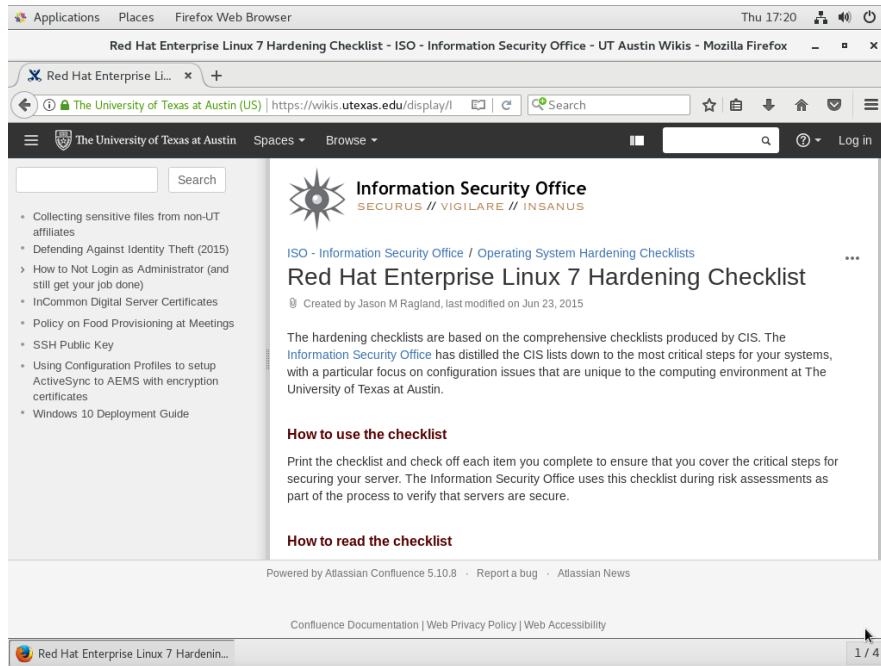 Applications Places Firefox Web Browser Thu 17:20
Red Hat Enterprise Linux 7 Hardening Checklist - ISO - Information Security Office - UT Austin Wikis - Mozilla Firefox
Red Hat Enterprise Li...
The University of Texas at Austin (US) https://wikis.utexas.edu/display/I Search
The University of Texas at Austin Spaces Browse Log in
Search
Collecting sensitive files from non-UT
affiliates
Defending Against Identity Theft (2015)
How to Not Login as Administrator (and
still get your job done)
InCommon Digital Server Certificates
Policy on Food Provisioning at Meetings
SSH Public Key
Using Configuration Profiles to setup
ActiveSync to AEMS with encryption
certificates
Windows 10 Deployment Guide
Information Security Office
SECURUS // VIGILARE // INSANUS
ISO - Information Security Office / Operating System Hardening Checklists
Red Hat Enterprise Linux 7 Hardening Checklist
Created by Jason M Ragland, last modified on Jun 23, 2015
The hardening checklists are based on the comprehensive checklists produced by CIS. The
Information Security Office has distilled the CIS lists down to the most critical steps for your systems,
with a particular focus on configuration issues that are unique to the computing environment at The
University of Texas at Austin.
How to use the checklist
Print the checklist and check off each item you complete to ensure that you cover the critical steps for
securing your server. The Information Security Office uses this checklist during risk assessments as
part of the process to verify that servers are secure.
How to read the checklist
Powered by Atlassian Confluence 5.10.8 · Report a bug · Atlassian News
Confluence Documentation | Web Privacy Policy | Web Accessibility
Red Hat Enterprise Linux 7 Hardenin... 1 / 4